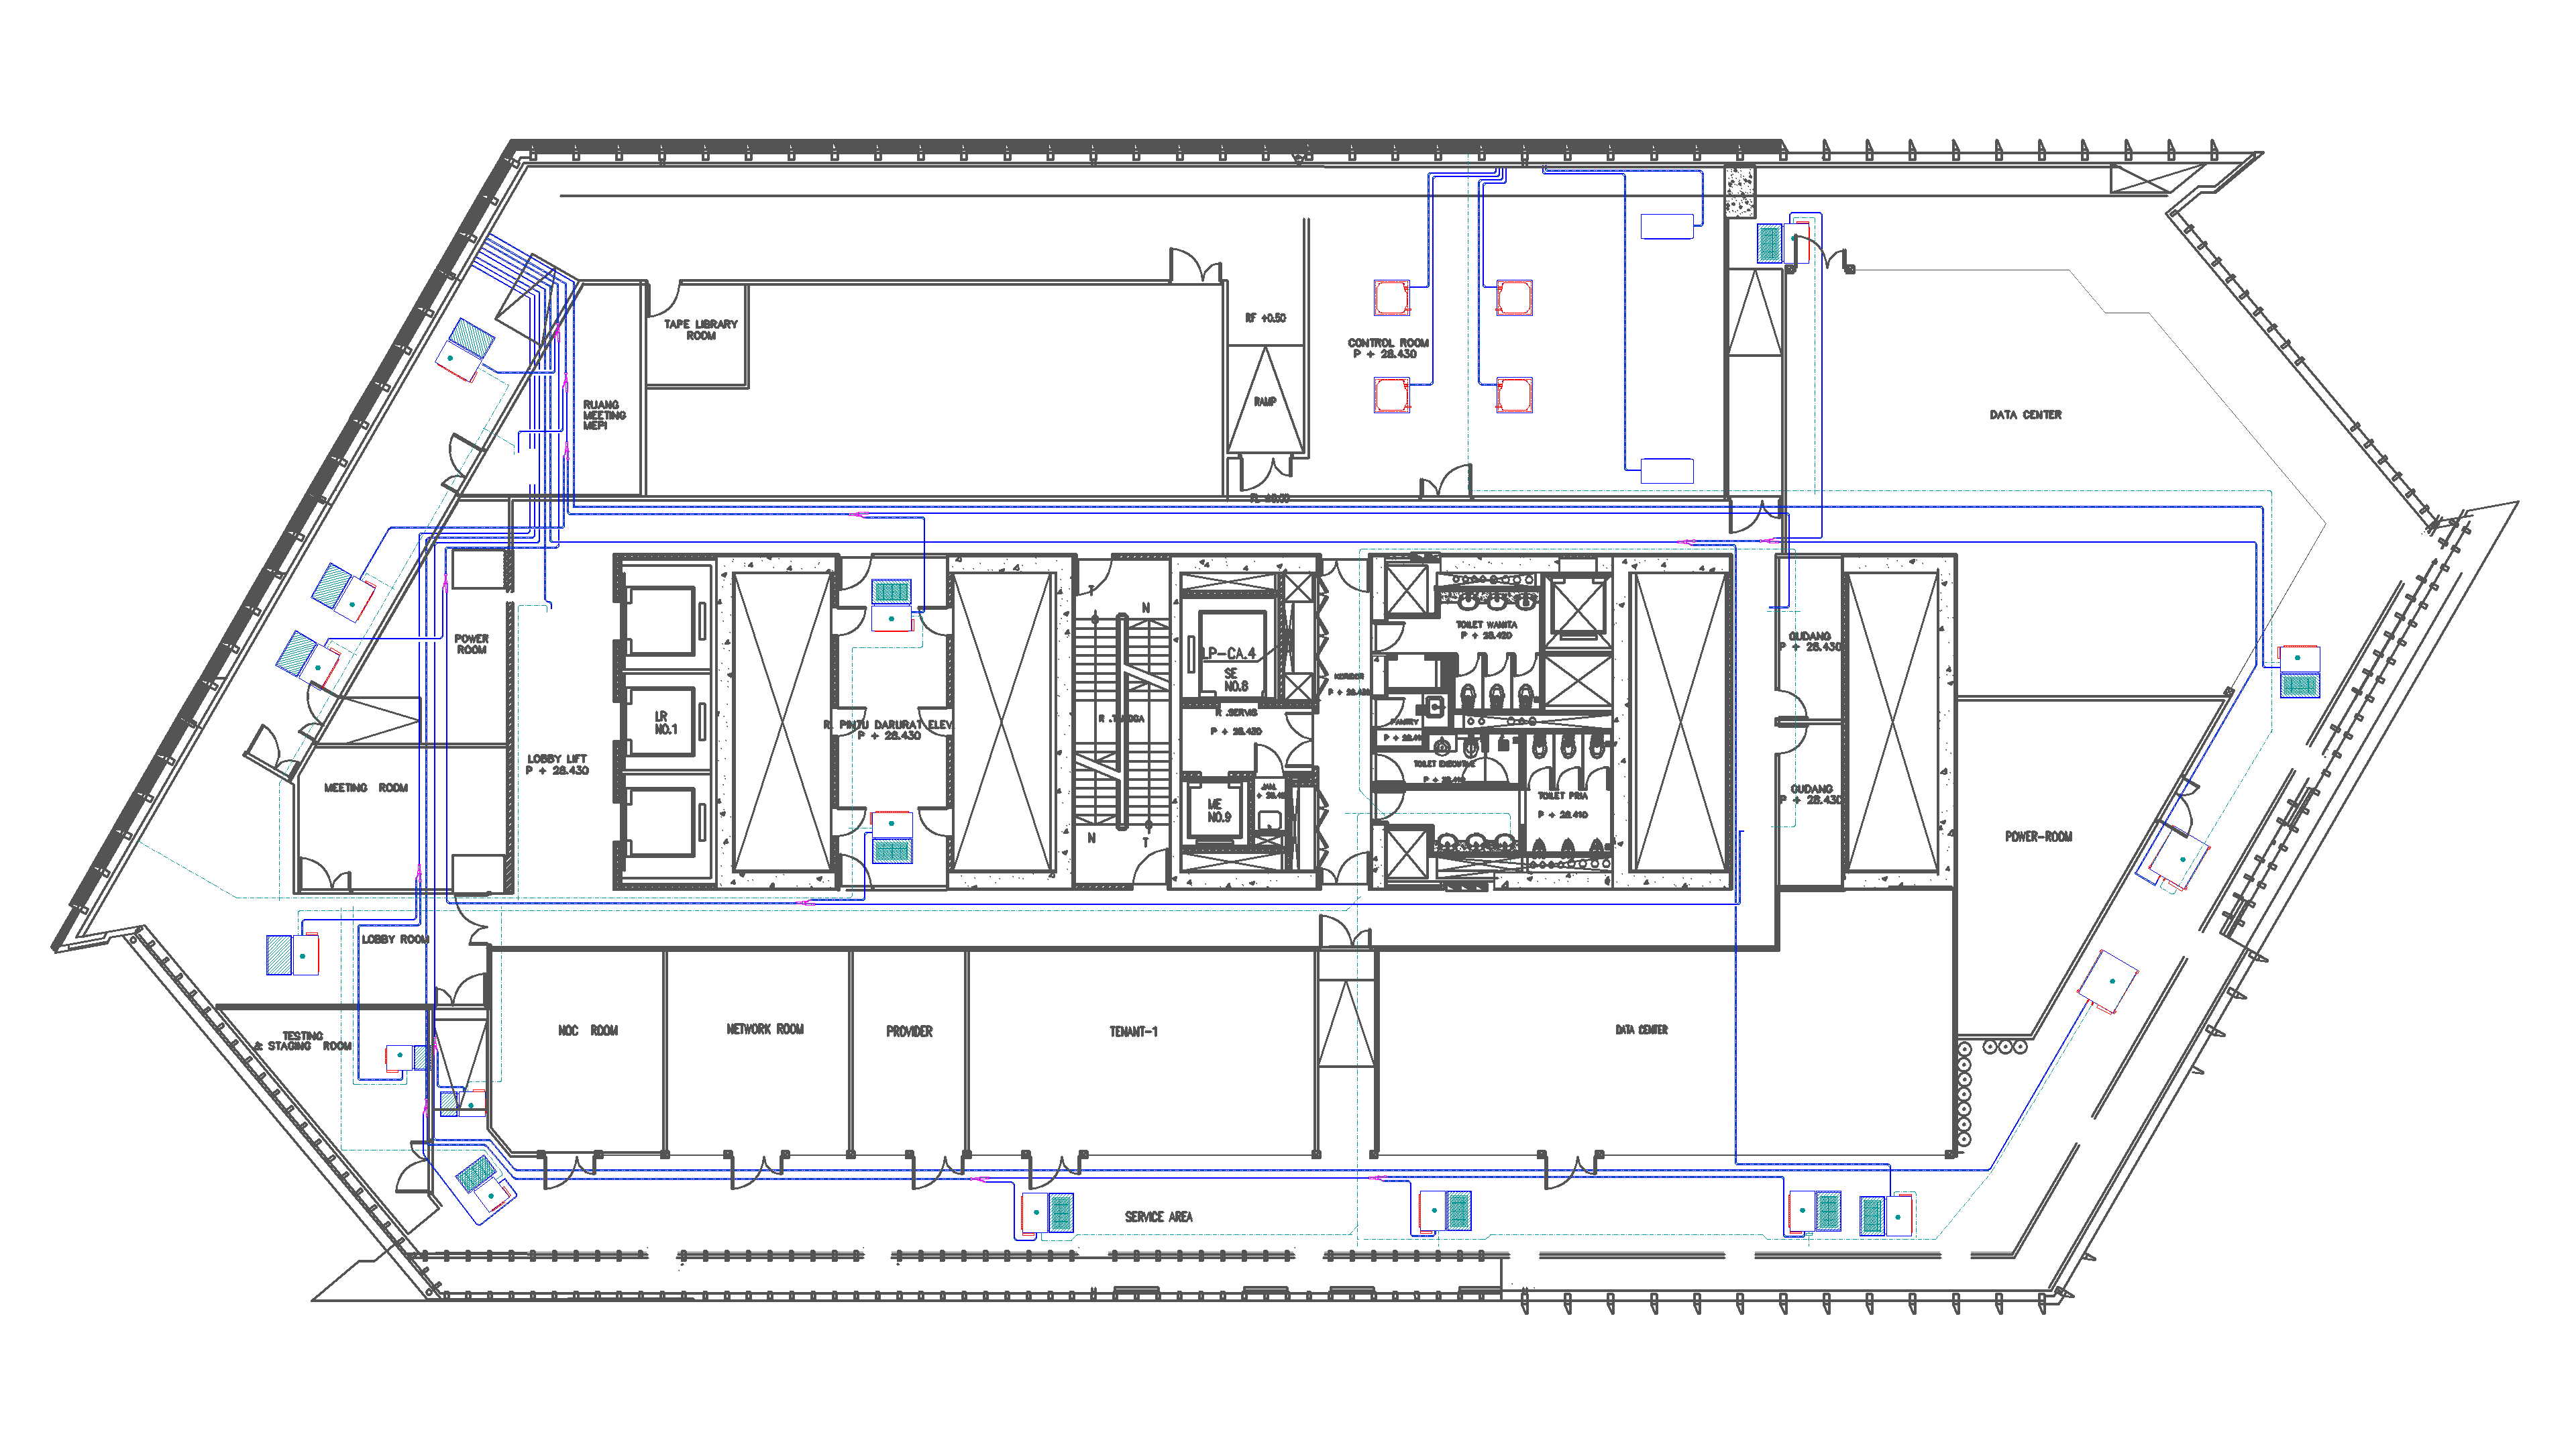 TAPE LIBRARY
ROOM
RF +0.50
CONTROL ROOM
P + 28.430
RAMP
RUANG
MEETING
MEPI
DATA CENTER
POWER
ROOM
LR
NO.1
LOBBY LIFT
P + 28.430
R. PINTU DARURAT ELEV.
P + 28.430
T
N
R .TANGGA
N
T
LP-CA.4
SE
NO.8
R .SERVIS
P + 28.430
ME
NO.9
JANI.
KORIDOR
P + 28.430
TOILET WANITA
P + 28.420
PANTRY
TOILET EXECUTIVE
TOILET PRIA
P + 28.410
GUDANG
P + 28.430
GUDANG
P + 28.430
MEETING ROOM
POWER-ROOM
LOBBY ROOM
TESTING
& STAGING ROOM
NOC ROOM
NETWORK ROOM
PROVIDER
TENANT-1
DATA CENTER
SERVICE AREA